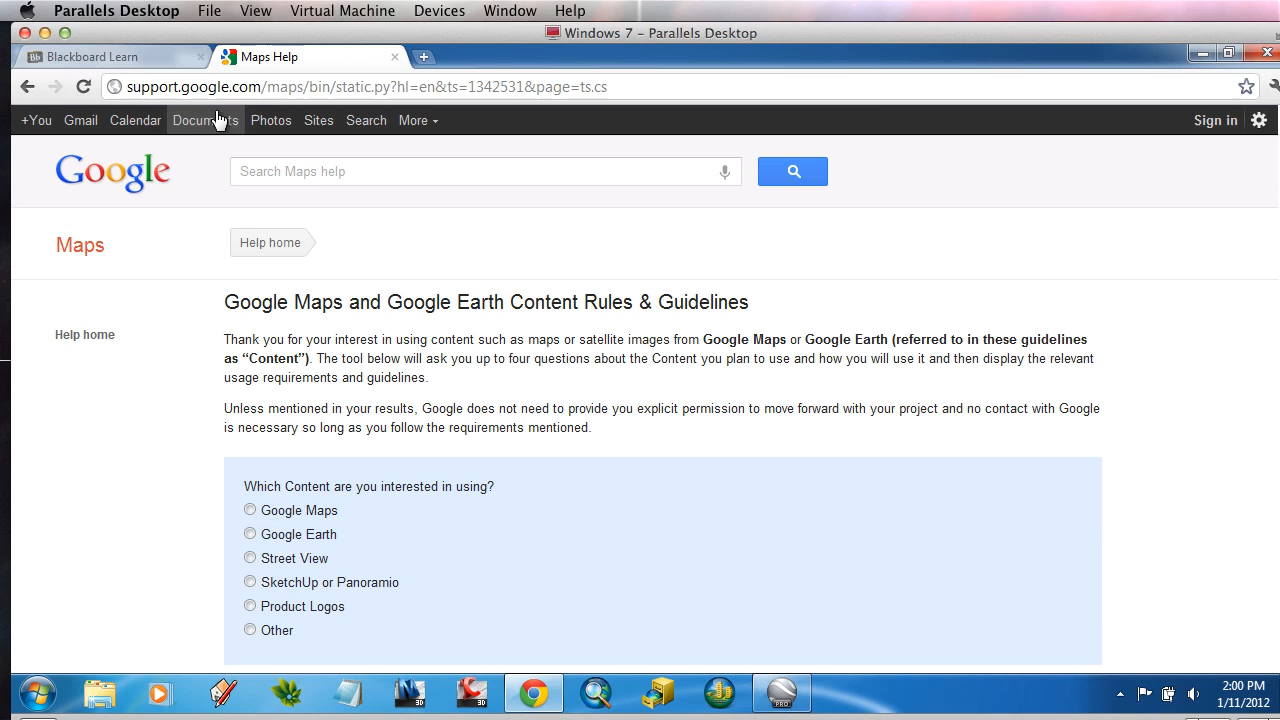 Parallels Desktop File View Virtual Machine Devices Window Help
Windows 7 - Parallels Desktop
Bb Blackboard Learn Maps Help
support.google.com/maps/bin/static.py?hl=en&ts=1342531&page=ts.cs
+You Gmail Calendar Documents Photos Sites Search More Sign in
Google Search Maps help
Maps Help home
Google Maps and Google Earth Content Rules & Guidelines
Help home
Thank you for your interest in using content such as maps or satellite images from Google Maps or Google Earth (referred to in these guidelines
as “Content”). The tool below will ask you up to four questions about the Content you plan to use and how you will use it and then display the relevant
usage requirements and guidelines.
Unless mentioned in your results, Google does not need to provide you explicit permission to move forward with your project and no contact with Google
is necessary so long as you follow the requirements mentioned.
Which Content are you interested in using?
Google Maps
Google Earth
Street View
SketchUp or Panoramio
Product Logos
Other
3D 3D PRO
2:00 PM
1/11/2012